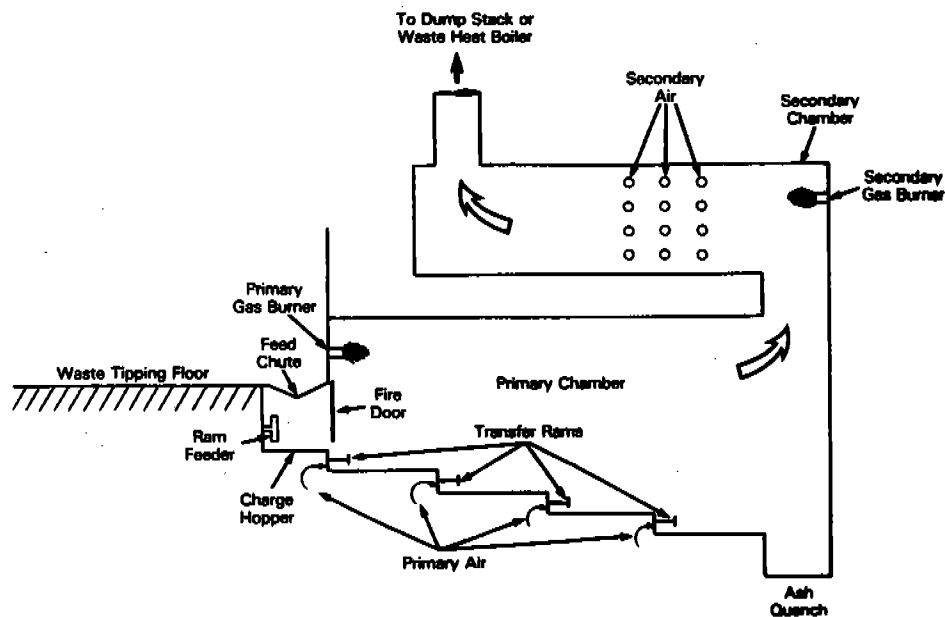 To Dump Stack or
Waste Heat Boiler
Secondary
Air
Secondary
Chamber
Secondary
Gas Burner
Primary
Gas Burner
Feed
Chute
Waste Tipping Floor
Fire
Door
Primary Chamber
Ram
Feeder
Transfer Rams
Charge
Hopper
Primary Air
Ash
Quench